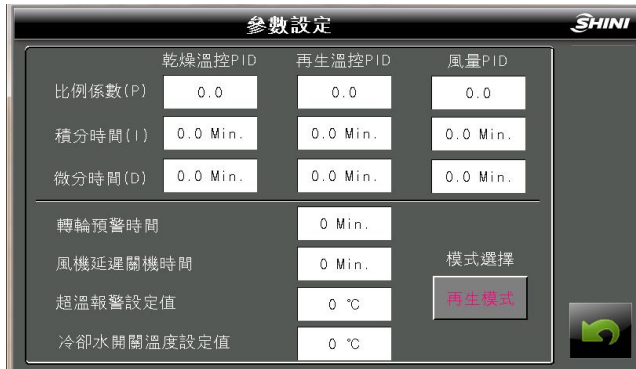 參數設定
SHINI
乾燥溫控PID 再生溫控PID 風量PID
比例係數(P) 0.0 0.0 0.0
積分時間(I) 0.0 Min. 0.0 Min. 0.0 Min.
微分時間(D) 0.0 Min. 0.0 Min. 0.0 Min.
轉輪預警時間 0 Min.
風機延遲關機時間 0 Min. 模式選擇
超溫報警設定值 0 ℃ 再生模式
冷卻水開關溫度設定值 0 ℃